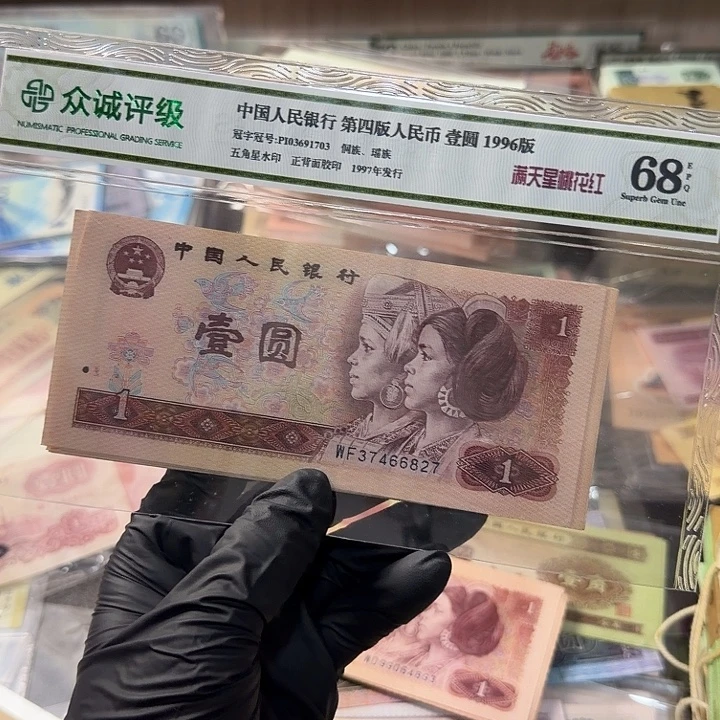 众诚评级
NUMISMATIC PROFESSIONAL GRADING SERVICE
中国人民银行 第四版人民币 壹圆 1996版
冠字冠号:PI03691703 侗族、瑶族
五角星水印 正背面胶印 1997年发行
满天星桃花红
68
EPQ
Superb Gem Unc
中国人民银行
壹圆
1
1
WF37466827
1
1
1